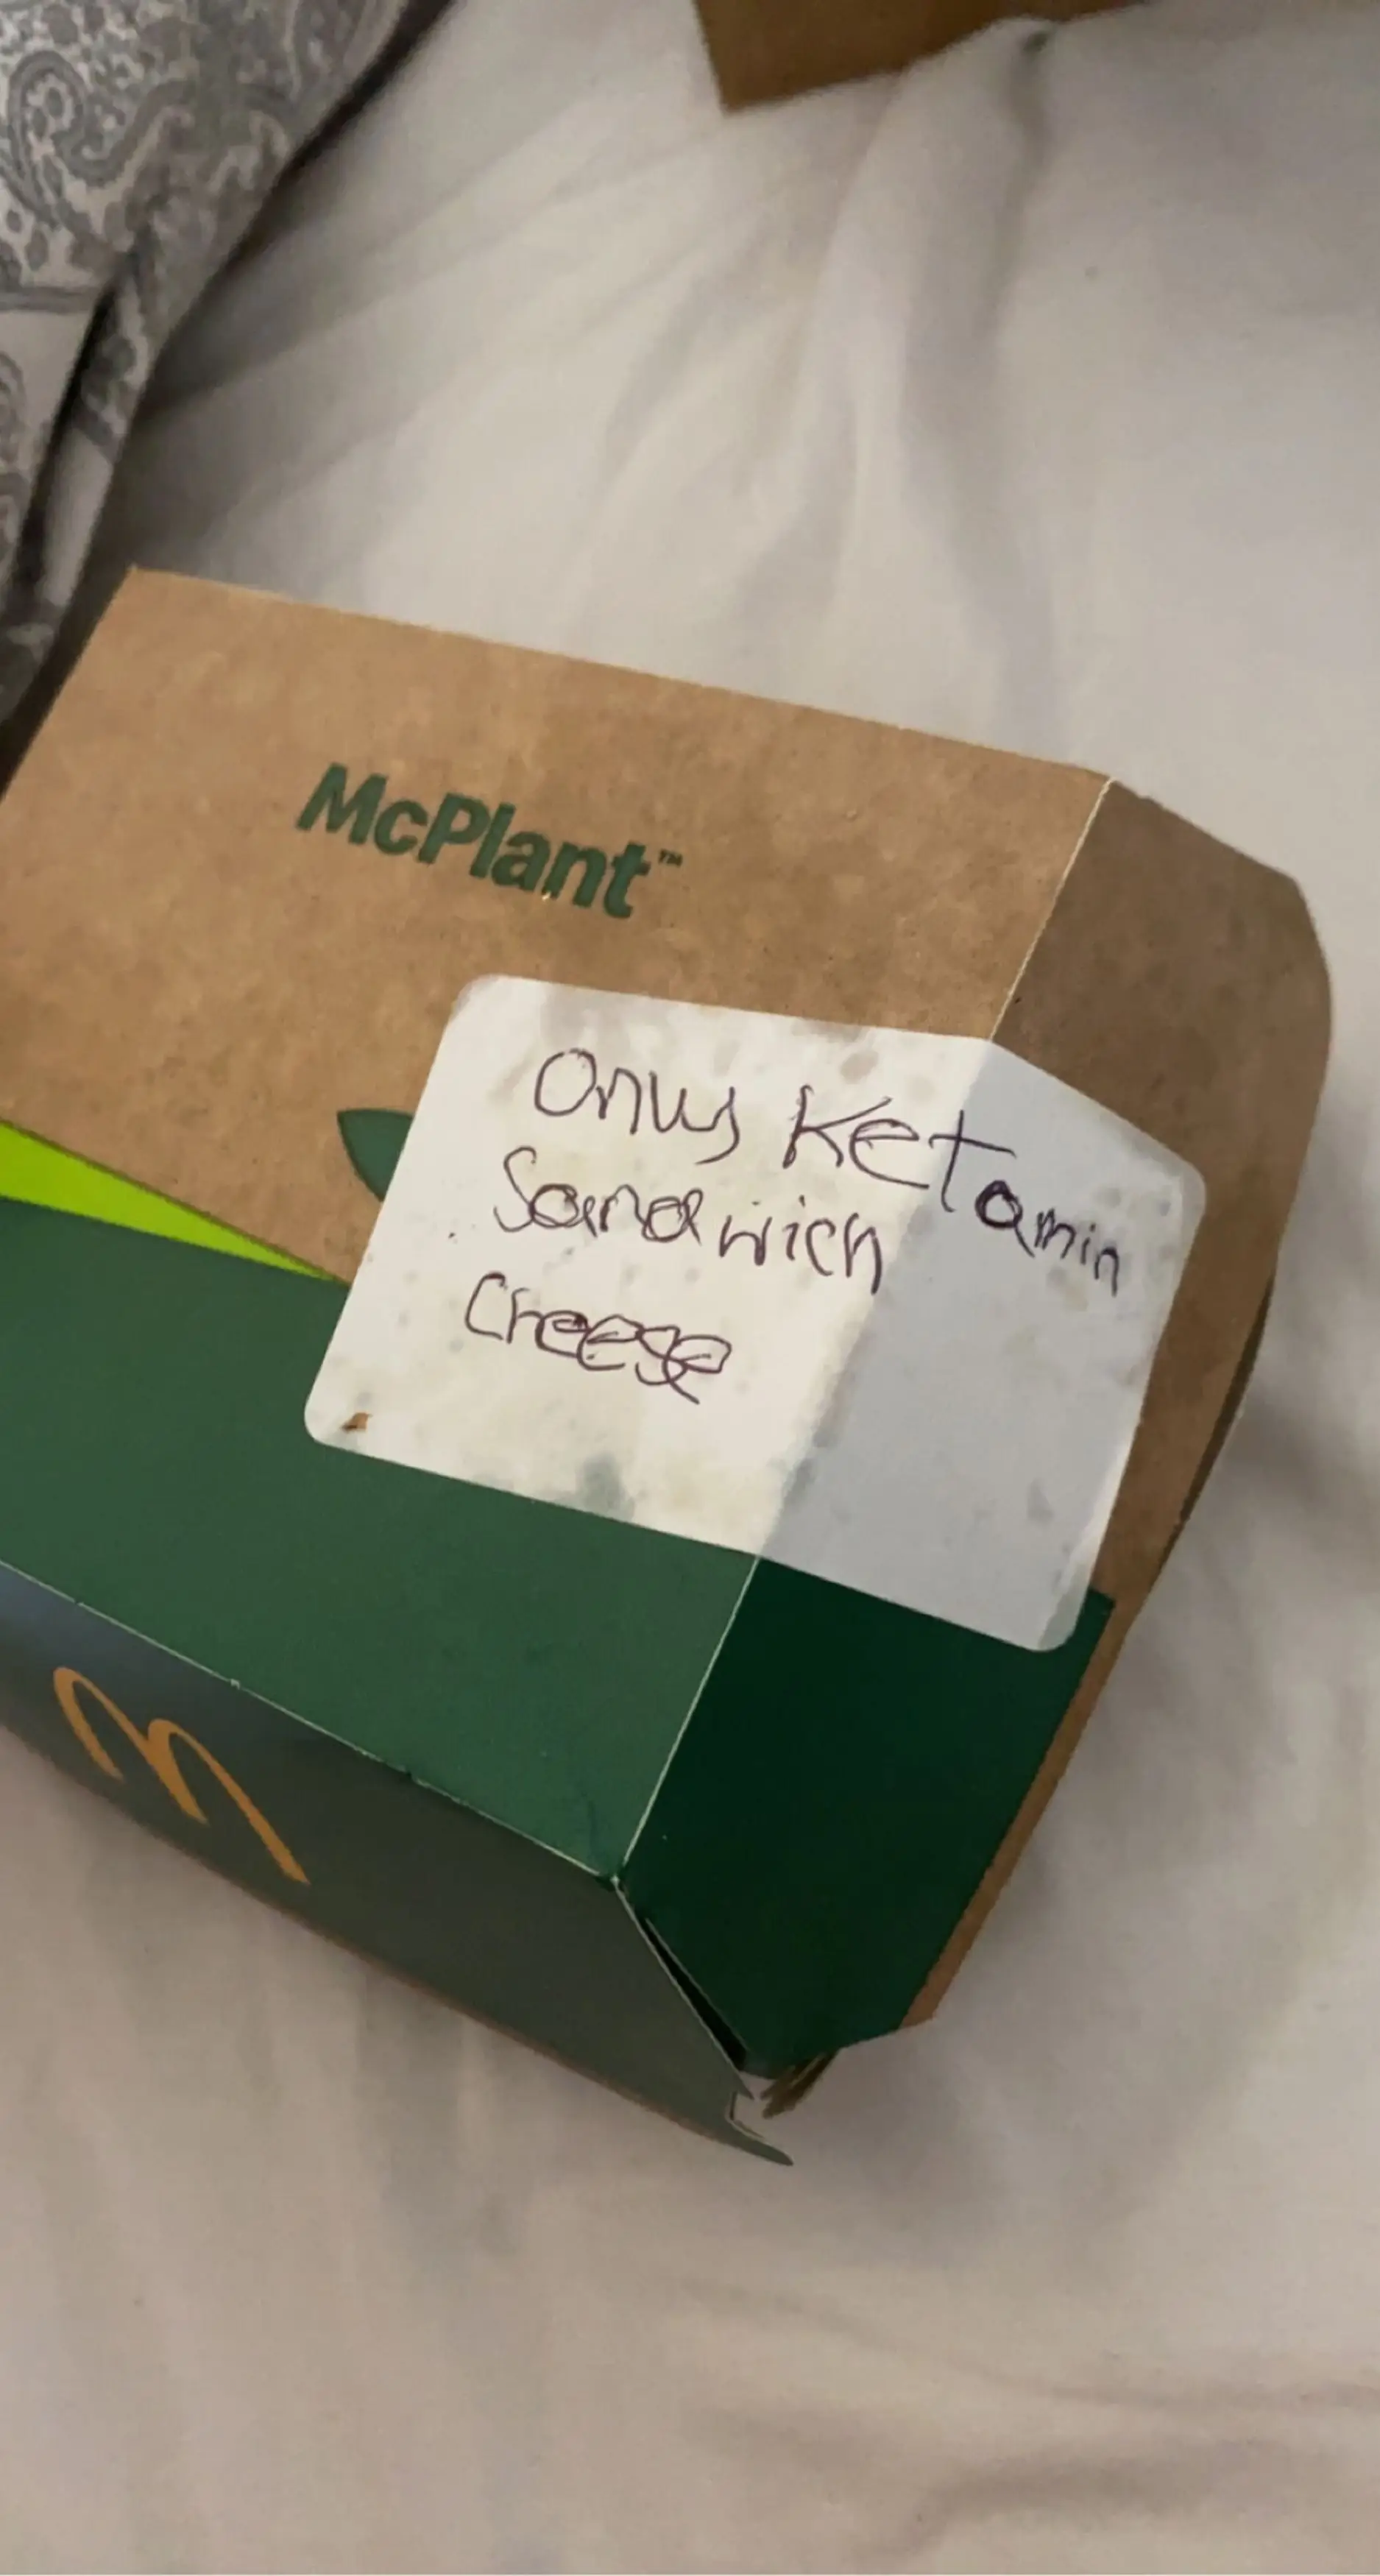 McPlant™
Only Ketamin
Sandwich
Cheese